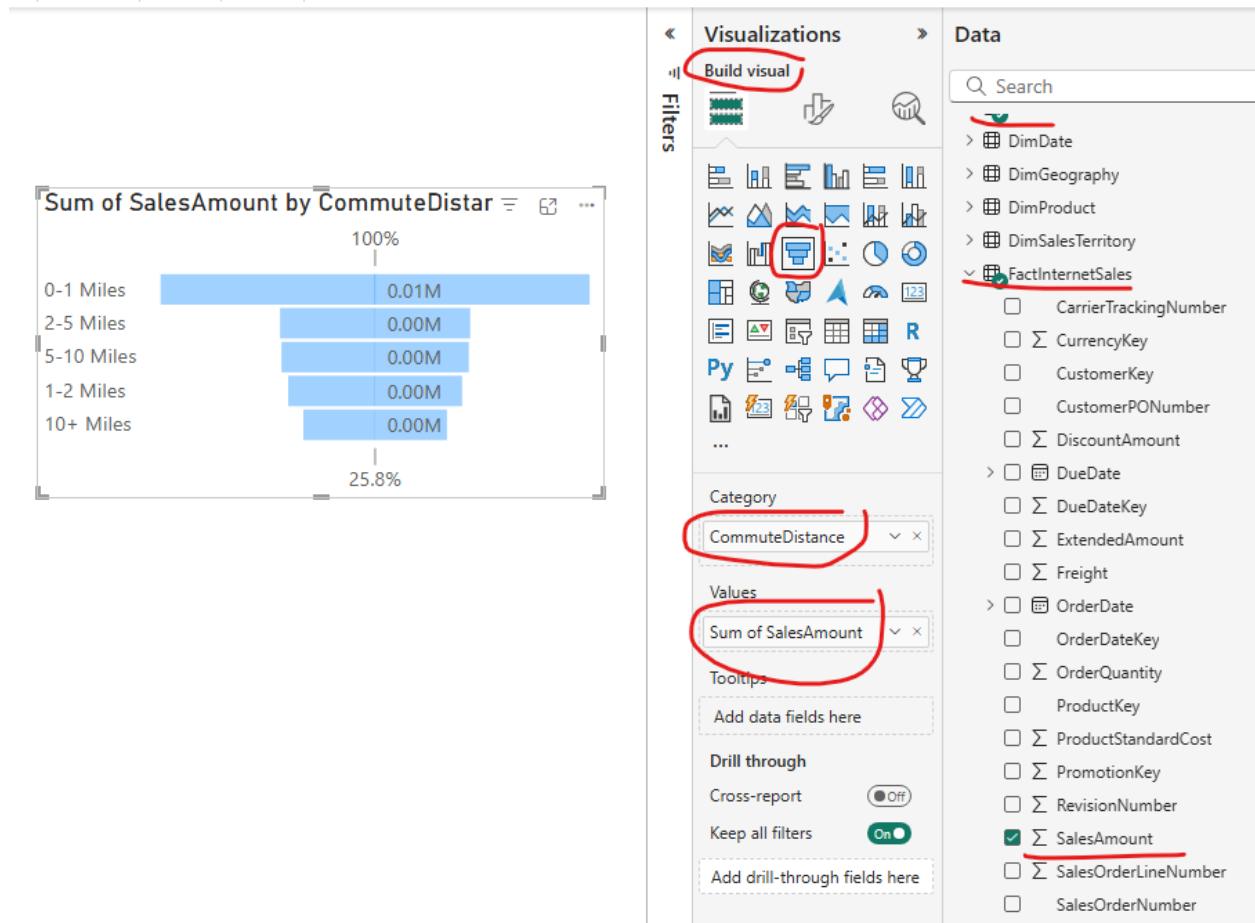 Sum of SalesAmount by CommuteDistar
100%
0-1 Miles 0.01M
2-5 Miles 0.00M
5-10 Miles 0.00M
1-2 Miles 0.00M
10+ Miles 0.00M
25.8%
Filters
Visualizations
Build visual
123
R
Py
123
...
Category
CommuteDistance
Values
Sum of SalesAmount
Tooltips
Add data fields here
Drill through
Cross-report Off
Keep all filters On
Add drill-through fields here
Data
Search
DimDate
DimGeography
DimProduct
DimSalesTerritory
FactInternetSales
CarrierTrackingNumber
CurrencyKey
CustomerKey
CustomerPONumber
DiscountAmount
DueDate
DueDateKey
ExtendedAmount
Freight
OrderDate
OrderDateKey
OrderQuantity
ProductKey
ProductStandardCost
PromotionKey
RevisionNumber
SalesAmount
SalesOrderLineNumber
SalesOrderNumber